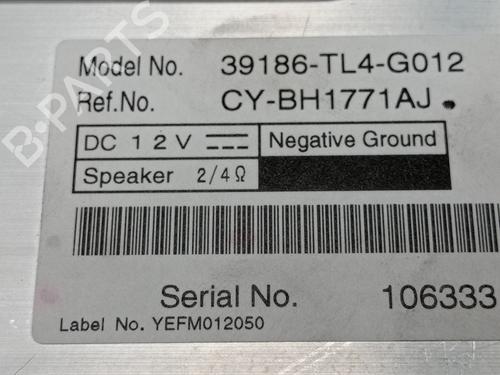 Model No. 39186-TL4-G012
Ref.No. CY-BH1771AJ.
DC 12V Negative Ground
Speaker 2/4Ω
Serial No. 106333
Label No. YEFM012050
B-PARTS